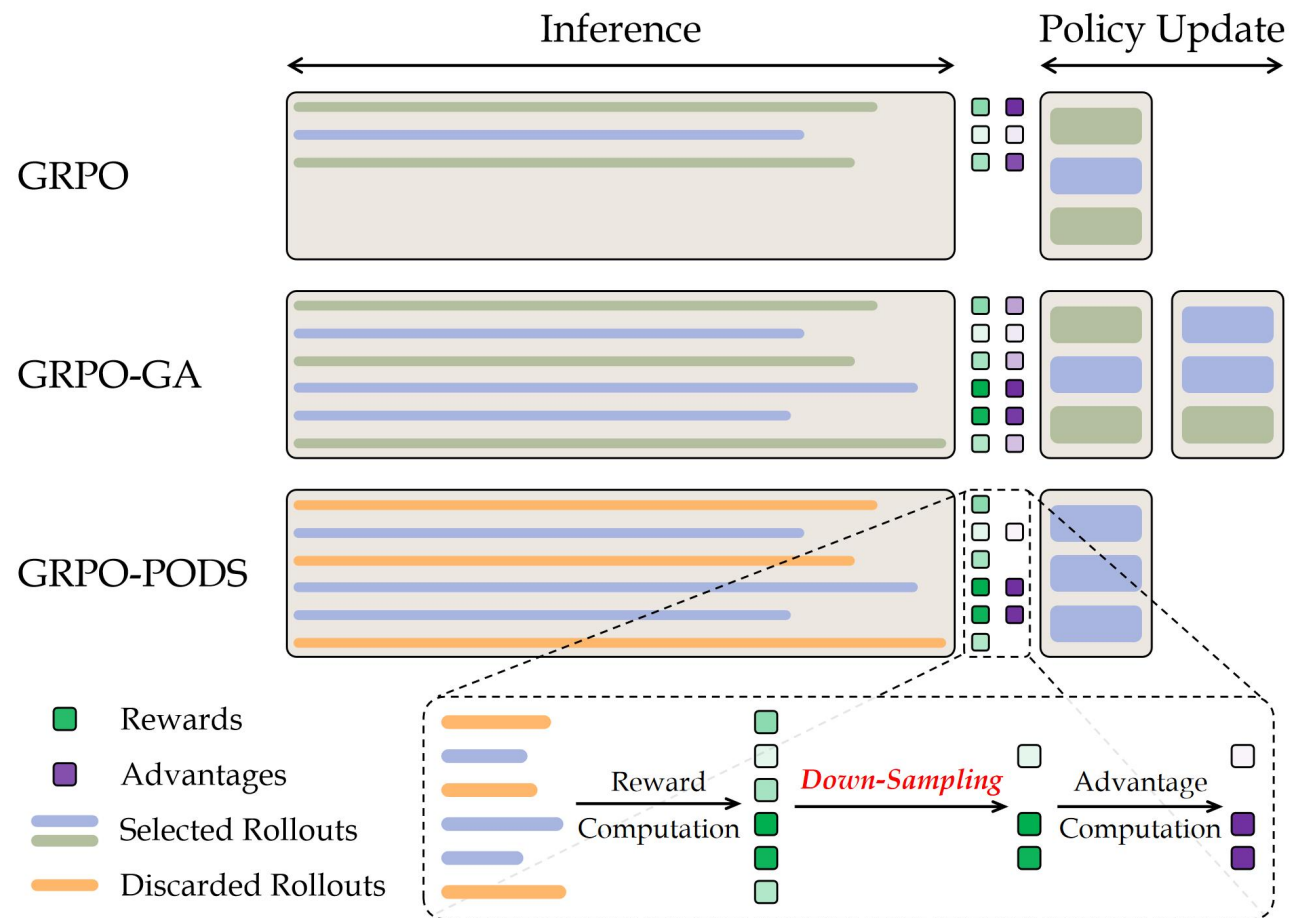 Inference
Policy Update
GRPO
GRPO-GA
GRPO-PODS
Rewards
Advantages
Selected Rollouts
Discarded Rollouts
Reward
Computation
Down-Sampling
Advantage
Computation